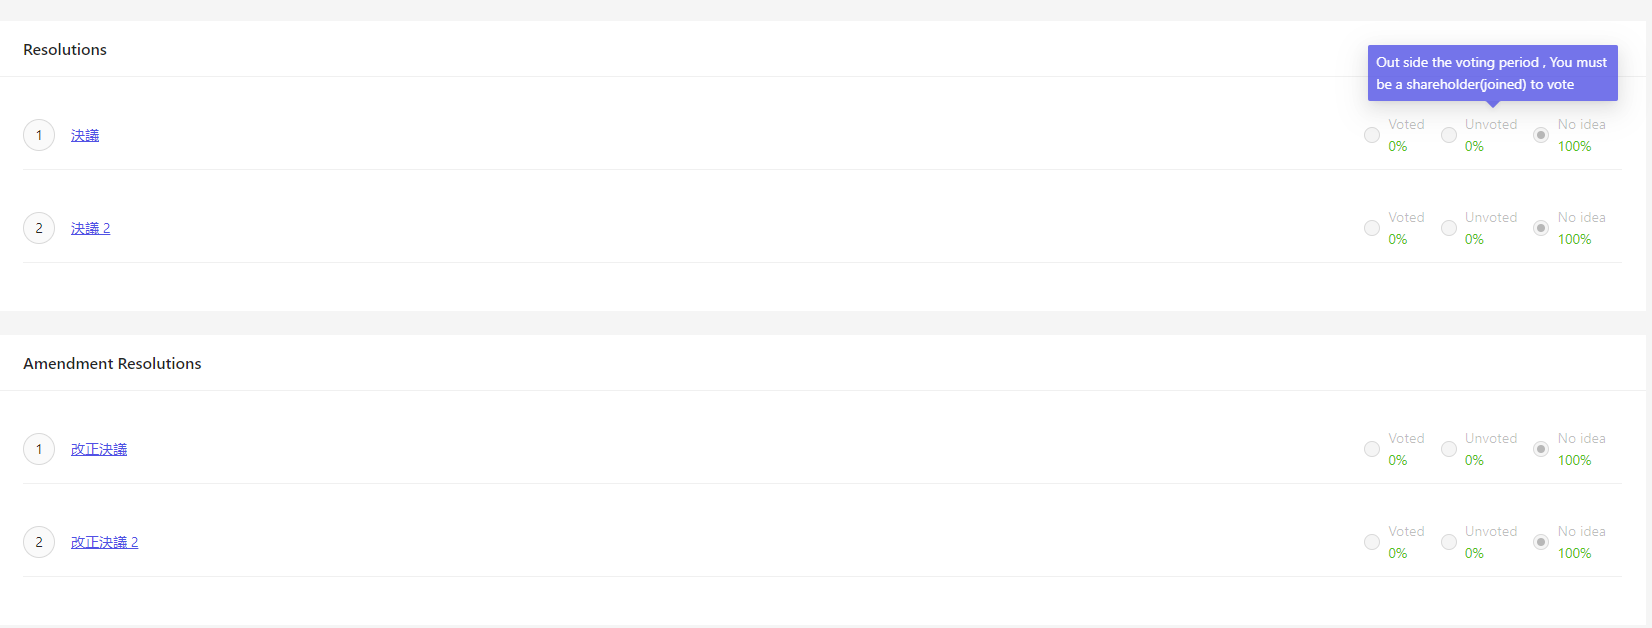 Resolutions
Out side the voting period , You must
be a shareholder(joined) to vote
1 決議 Voted Unvoted No idea
0% 0% 100%
2 決議 2 Voted Unvoted No idea
0% 0% 100%
Amendment Resolutions
1 改正決議 Voted Unvoted No idea
0% 0% 100%
2 改正決議 2 Voted Unvoted No idea
0% 0% 100%